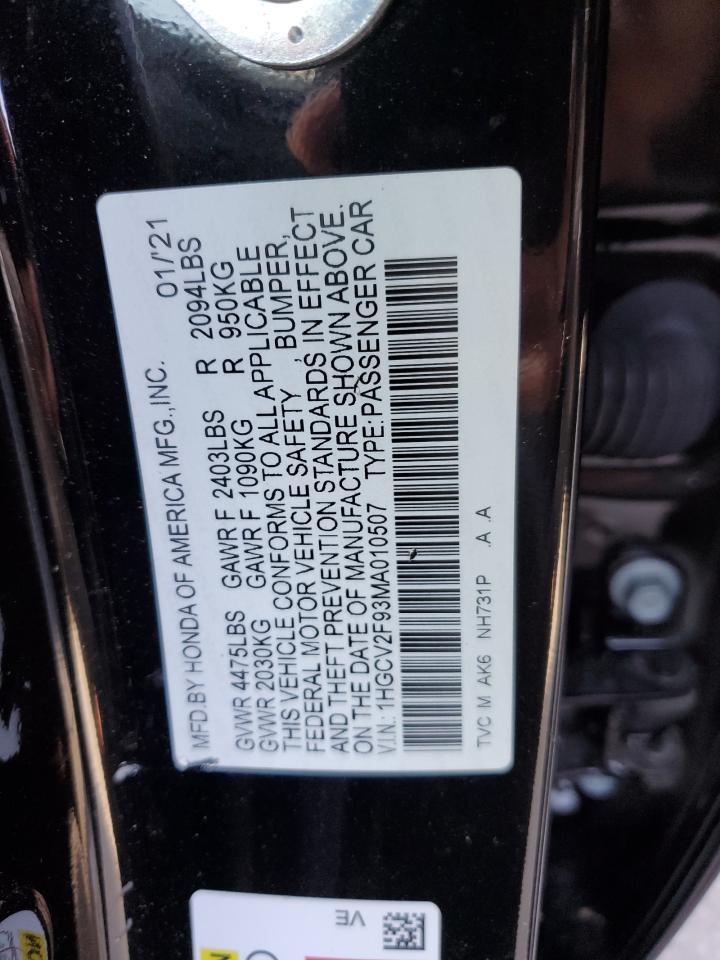 MFD.BY HONDA OF AMERICA MFG.,INC. 01/'21
GVWR 4475LBS GAWR F 2403LBS R 2094LBS
GVWR 2030KG GAWR F 1090KG R 950KG
THIS VEHICLE CONFORMS TO ALL APPLICABLE
FEDERAL MOTOR VEHICLE SAFETY , BUMPER,
AND THEFT PREVENTION STANDARDS IN EFFECT
ON THE DATE OF MANUFACTURE SHOWN ABOVE.
V.I.N.: 1HGCV2F93MA010507 TYPE:PASSENGER CAR
TVC M AK6 NH731P .A .A
VE